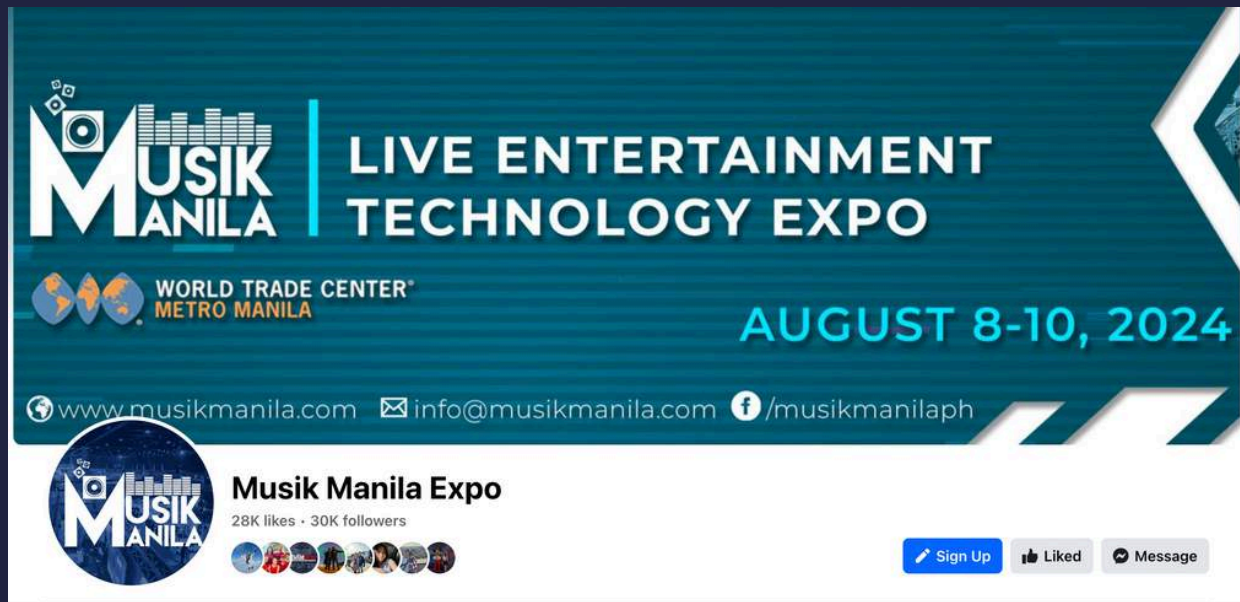 MUSIK
MANILA
LIVE ENTERTAINMENT
TECHNOLOGY EXPO
WORLD TRADE CENTER®
METRO MANILA
AUGUST 8-10, 2024
www.musikmanila.com info@musikmanila.com f /musikmanilaph
MUSIK
MANILA
Musik Manila Expo
28K likes · 30K followers
Sign Up Liked Message